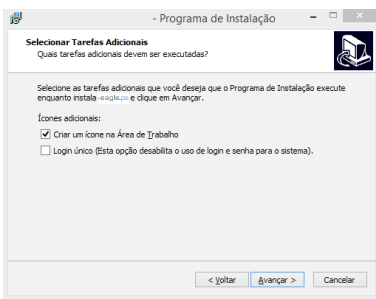 - Programa de Instalação
Selecionar Tarefas Adicionais
Quais tarefas adicionais devem ser executadas?
Selecione as tarefas adicionais que você deseja que o Programa de Instalação execute
enquanto instala -eagle.ps e clique em Avançar.
Ícones adicionais:
Criar um ícone na Área de Trabalho
Login único (Esta opção desabilita o uso de login e senha para o sistema).
< Voltar Avançar > Cancelar